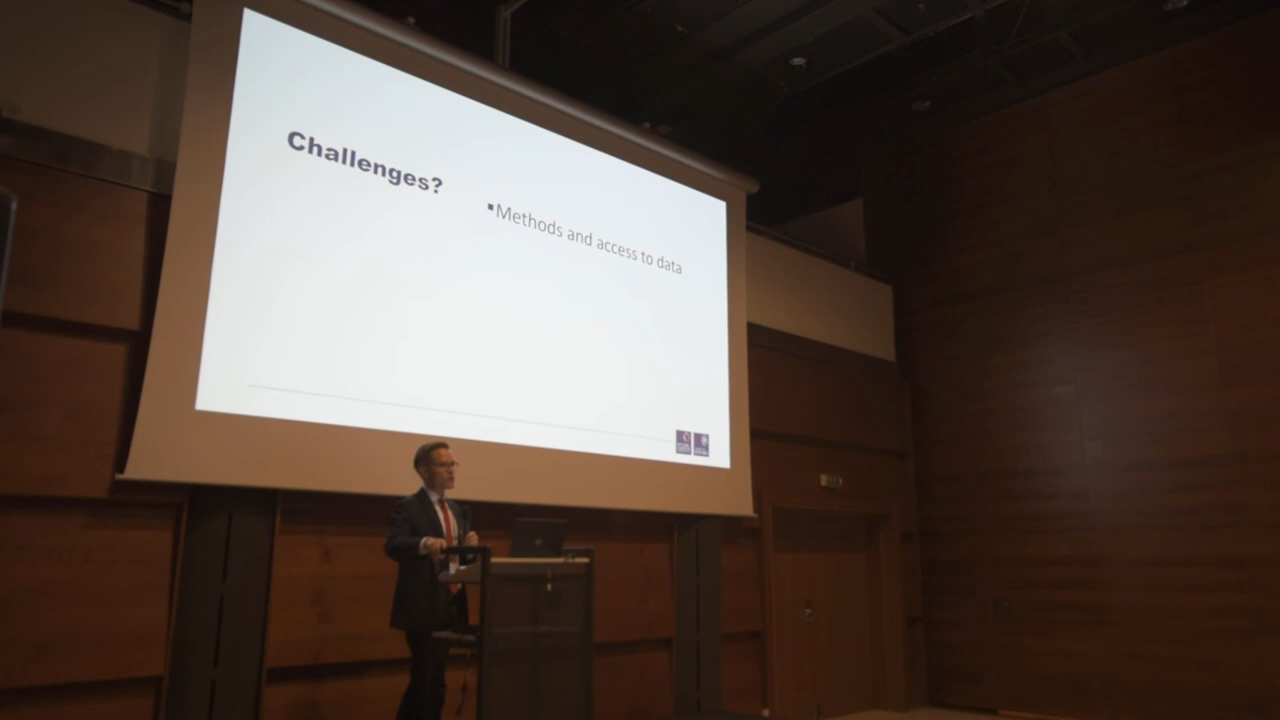 Challenges?
▪Methods and access to data